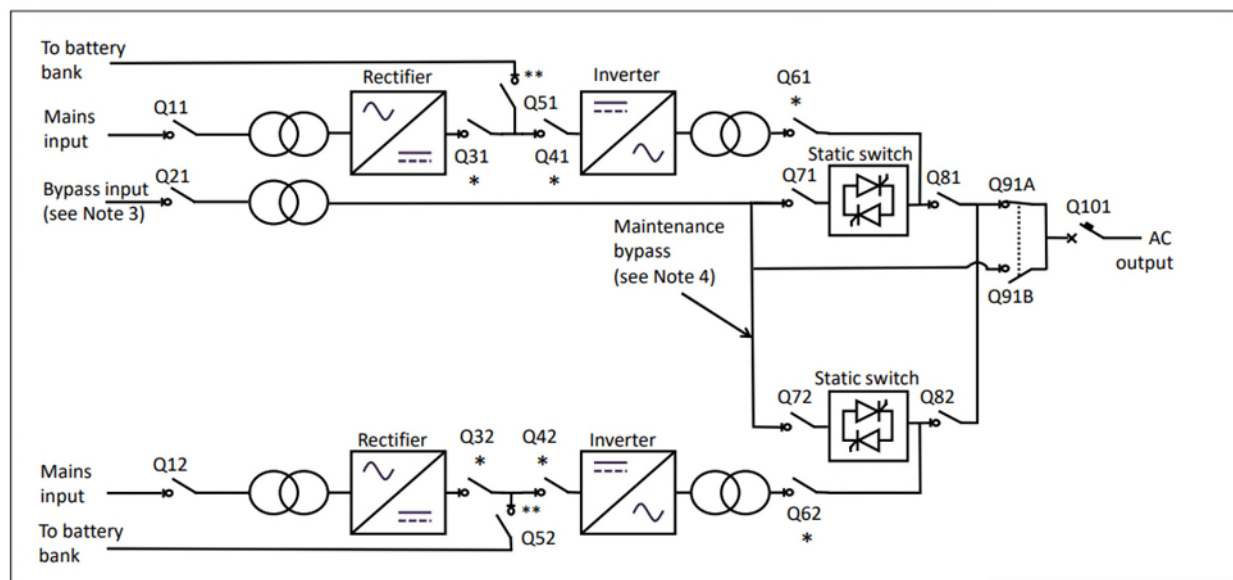 To battery
bank
Rectifier
**
Inverter
Q61
*
Q11
Q51
Mains
input
Q31
*
Q41
*
Static switch
Q21
Q71
Q81
Q91A
Bypass input
(see Note 3)
Q101
Maintenance
bypass
(see Note 4)
AC
output
Q91B
Static switch
Q72
Q82
Rectifier
Q32
*
Q42
*
Inverter
Q12
Mains
input
**
Q52
Q62
*
To battery
bank